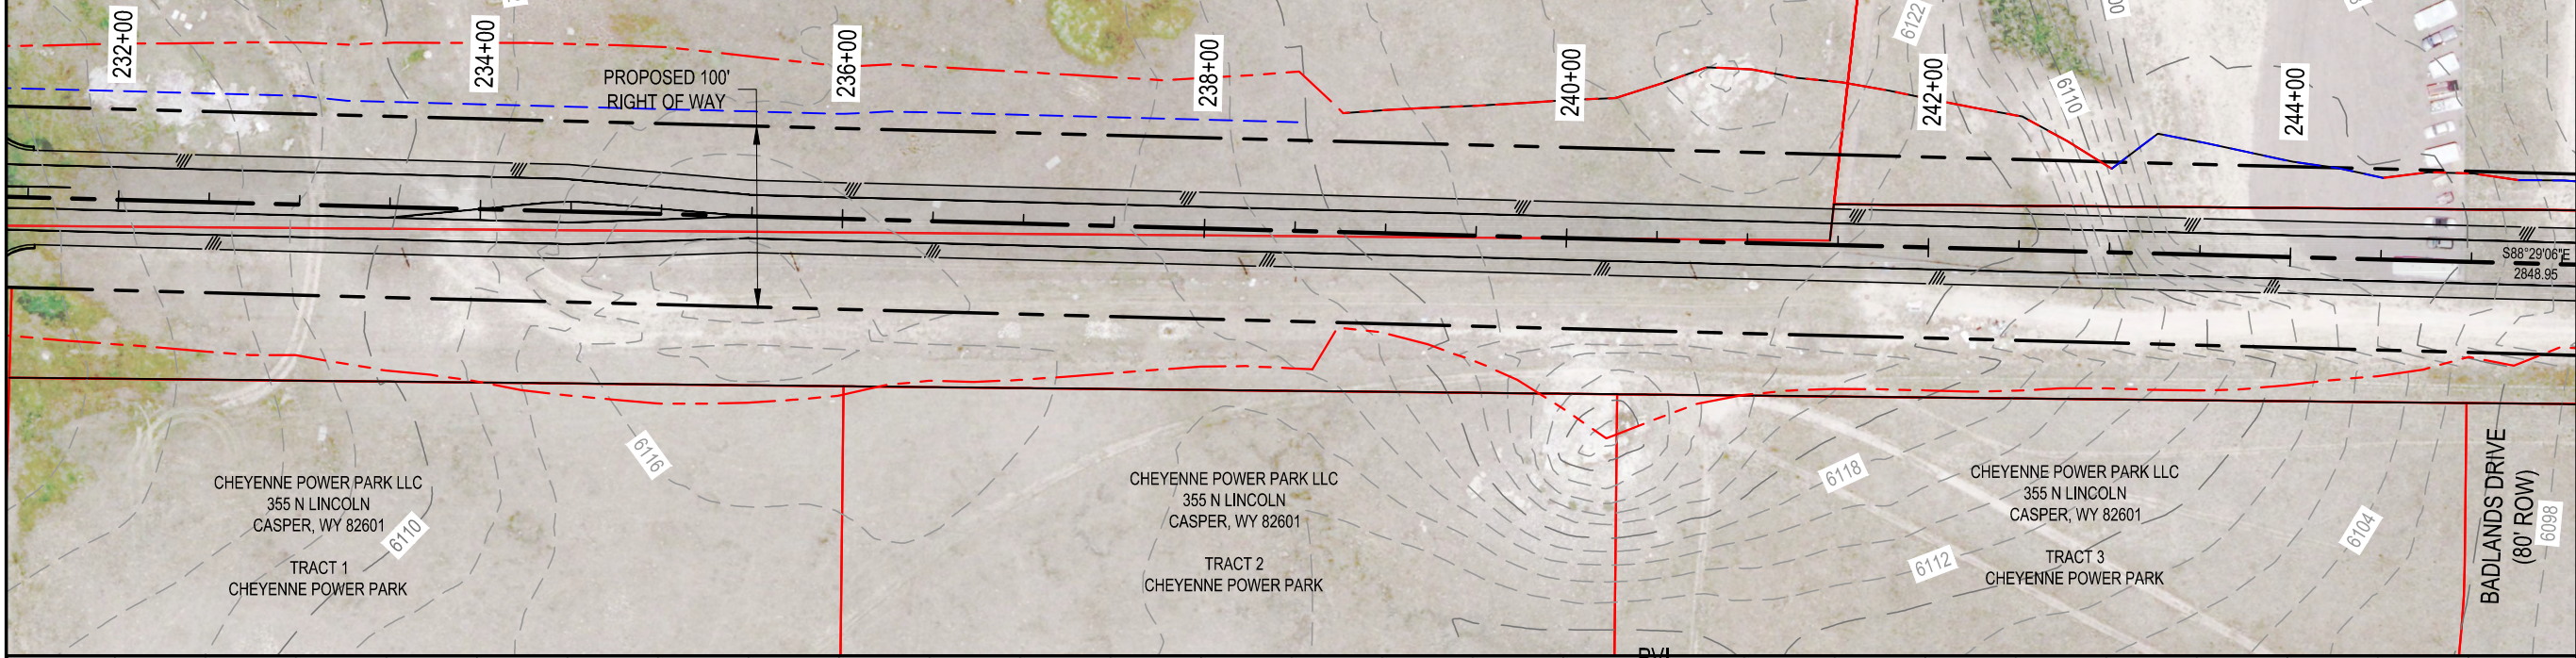 232+00
234+00
236+00
238+00
240+00
242+00
244+00
6122
6110
PROPOSED 100'
RIGHT OF WAY
S88°29'06"E
2848.95
6116
6110
6118
6112
6104
6098
CHEYENNE POWER PARK LLC
355 N LINCOLN
CASPER, WY 82601
TRACT 1
CHEYENNE POWER PARK
CHEYENNE POWER PARK LLC
355 N LINCOLN
CASPER, WY 82601
TRACT 2
CHEYENNE POWER PARK
CHEYENNE POWER PARK LLC
355 N LINCOLN
CASPER, WY 82601
TRACT 3
CHEYENNE POWER PARK
BADLANDS DRIVE
(80' ROW)